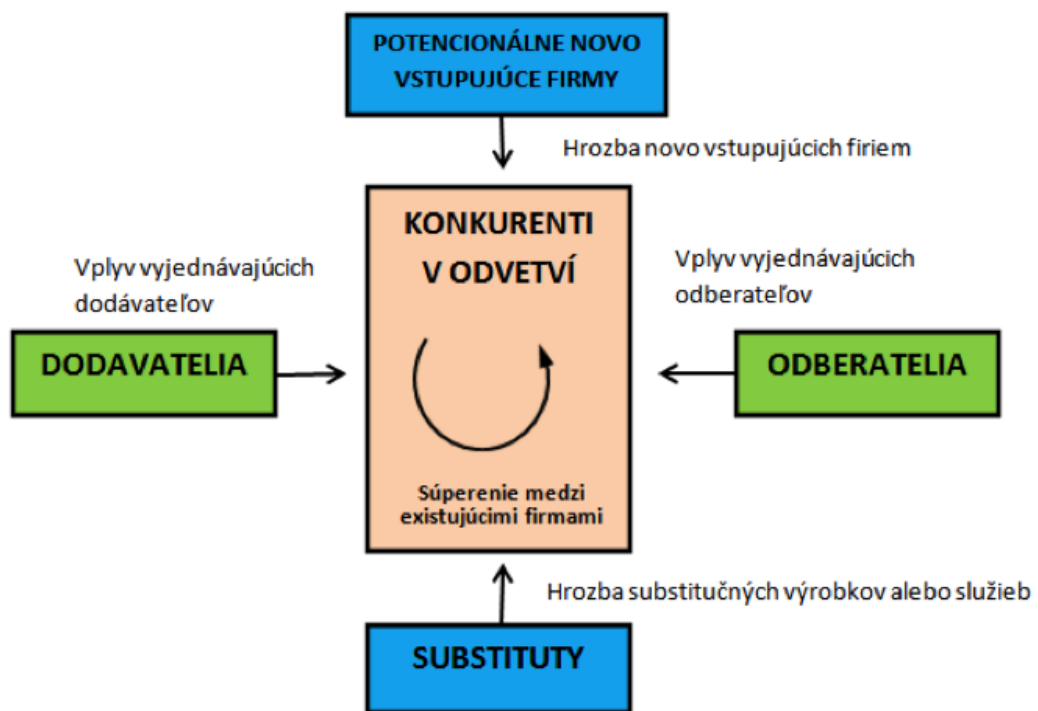 POTENCIONÁLNE NOVO
VSTUPUJÚCE FIRMY
Hrozba novo vstupujúcich firiem
KONKURENTI
V ODVETVÍ
Vplyv vyjednávajúcich
dodávateľov
Vplyv vyjednávajúcich
odberateľov
DODAVATELIA
ODBERATELIA
Súperenie medzi
existujúcimi firmami
Hrozba substitučných výrobkov alebo služieb
SUBSTITUTY